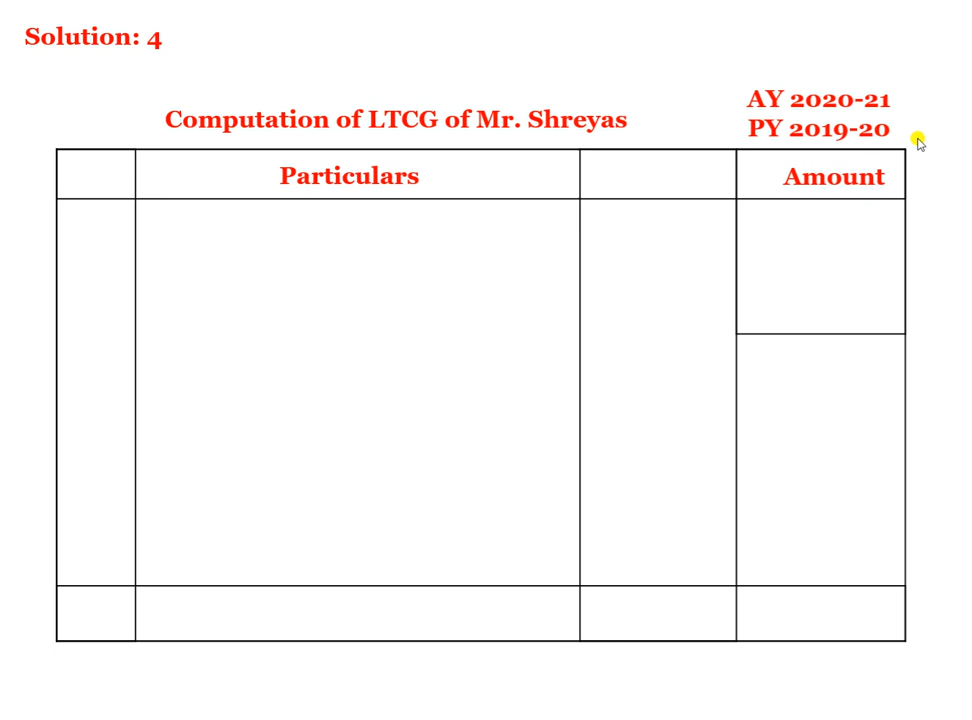 Solution: 4
AY 2020-21
Computation of LTCG of Mr. Shreyas
PY 2019-20
Particulars
Amount